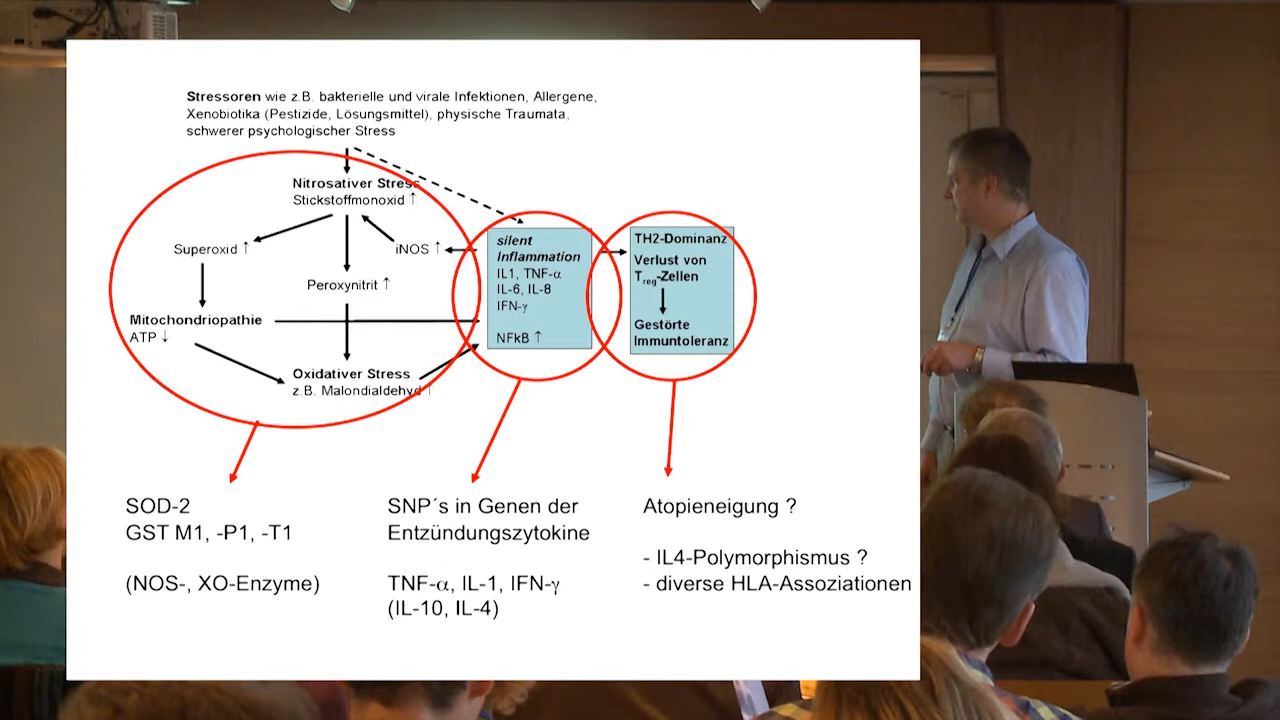 Stressoren wie z.B. bakterielle und virale Infektionen, Allergene,
Xenobiotika (Pestizide, Lösungsmittel), physische Traumata,
schwerer psychologischer Stress
Nitrosativer Stress
Stickstoffmonoxid ↑
Superoxid ↑
iNOS ↑
Peroxynitrit ↑
Mitochondriopathie
ATP ↓
Oxidativer Stress
z.B. Malondialdehyd ↑
silent
Inflammation
IL1, TNF-α
IL-6, IL-8
IFN-γ
NFkB ↑
TH2-Dominanz
Verlust von
Treg-Zellen
Gestörte
Immuntoleranz
SOD-2
GST M1, -P1, -T1
(NOS-, XO-Enzyme)
SNP´s in Genen der
Entzündungszytokine
TNF-α, IL-1, IFN-γ
(IL-10, IL-4)
Atopieneigung ?
- IL4-Polymorphismus ?
- diverse HLA-Assoziationen